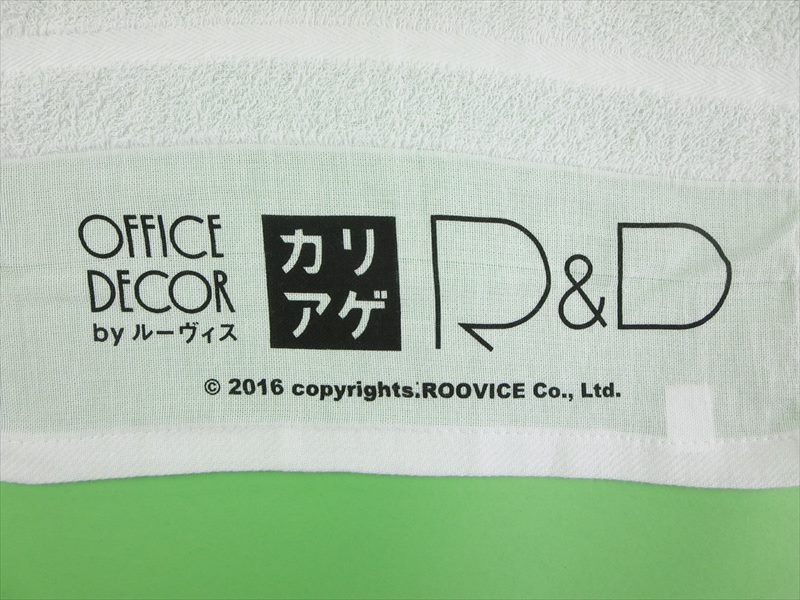 OFFICE
DECOR
by ルーヴィス
カリ
アゲ
R&D
© 2016 copyrights:ROOVICE Co., Ltd.